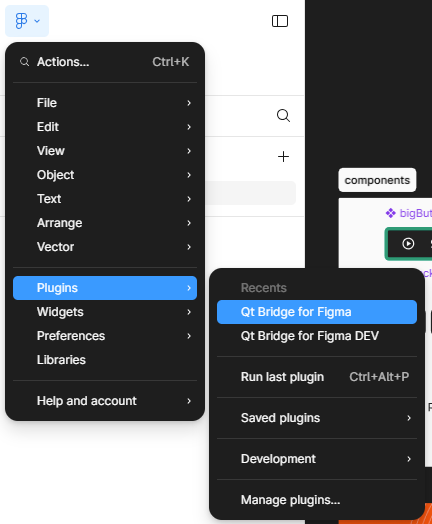 Actions... Ctrl+K
File
Edit
View
Object
Text
Arrange
Vector
Plugins
Widgets
Preferences
Libraries
Help and account
components
bigBut
Recents
Qt Bridge for Figma
Qt Bridge for Figma DEV
Run last plugin Ctrl+Alt+P
Saved plugins
Development
Manage plugins...